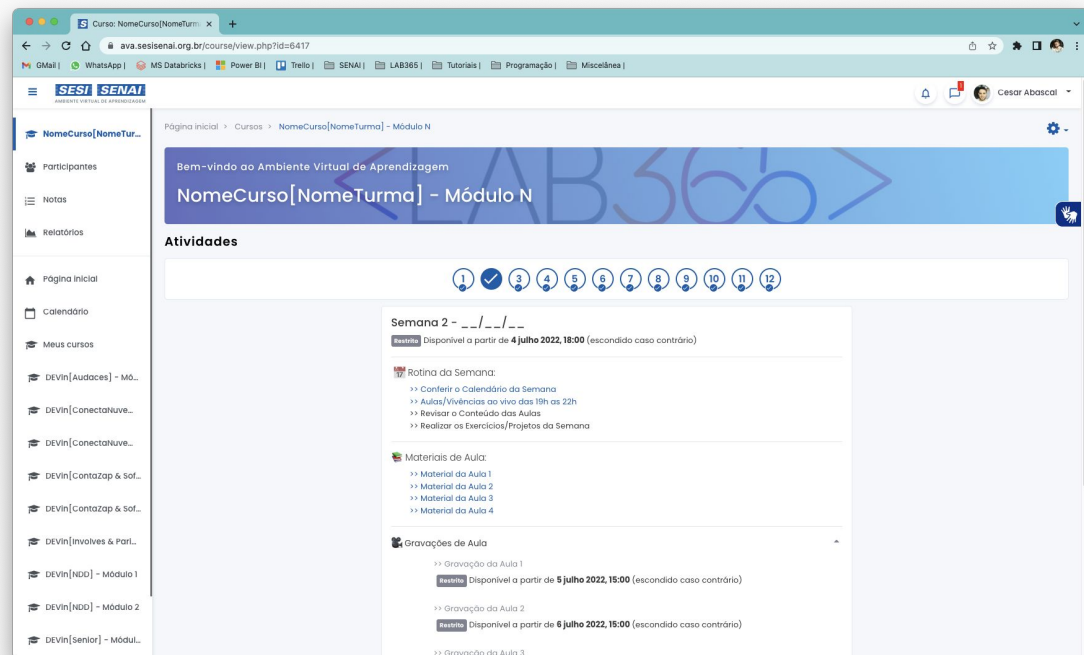 Curso: NomeCurso[NomeTurm
ava.sesisenai.org.br/course/view.php?id=6417
GMail | WhatsApp | MS Databricks | Power BI | Trello | SENAI | LAB365 | Tutoriais | Programação | Miscelânea |
SESI SENAI
AMBIENTE VIRTUAL DE APRENDIZAGEM
1
Cesar Abascal
NomeCurso[NomeTur...
Participantes
Notas
Relatórios
Página inicial
Calendário
Meus cursos
DEVin[Audaces] - Mó...
DEVin[ConectaNuve...
DEVin[ConectaNuve...
DEVin[ContaZap & Sof...
DEVin[ContaZap & Sof...
DEVin[Involves & Pari...
DEVin[NDD] - Módulo 1
DEVin[NDD] - Módulo 2
DEVin[Senior] - Módul...
Página inicial > Cursos > NomeCurso[NomeTurma] - Módulo N
<LAB365>
Bem-vindo ao Ambiente Virtual de Aprendizagem
NomeCurso[NomeTurma] - Módulo N
Atividades
1 3 4 5 6 7 8 9 10 11 12
Semana 2 - __/__/__
Restrito Disponível a partir de 4 julho 2022, 18:00 (escondido caso contrário)
Rotina da Semana:
>> Conferir o Calendário da Semana
>> Aulas/Vivências ao vivo das 19h as 22h
>> Revisar o Conteúdo das Aulas
>> Realizar os Exercícios/Projetos da Semana
Materiais de Aula:
>> Material da Aula 1
>> Material da Aula 2
>> Material da Aula 3
>> Material da Aula 4
Gravações de Aula
>> Gravação da Aula 1
Restrito Disponível a partir de 5 julho 2022, 15:00 (escondido caso contrário)
>> Gravação da Aula 2
Restrito Disponível a partir de 6 julho 2022, 15:00 (escondido caso contrário)
>> Gravação da Aula 3